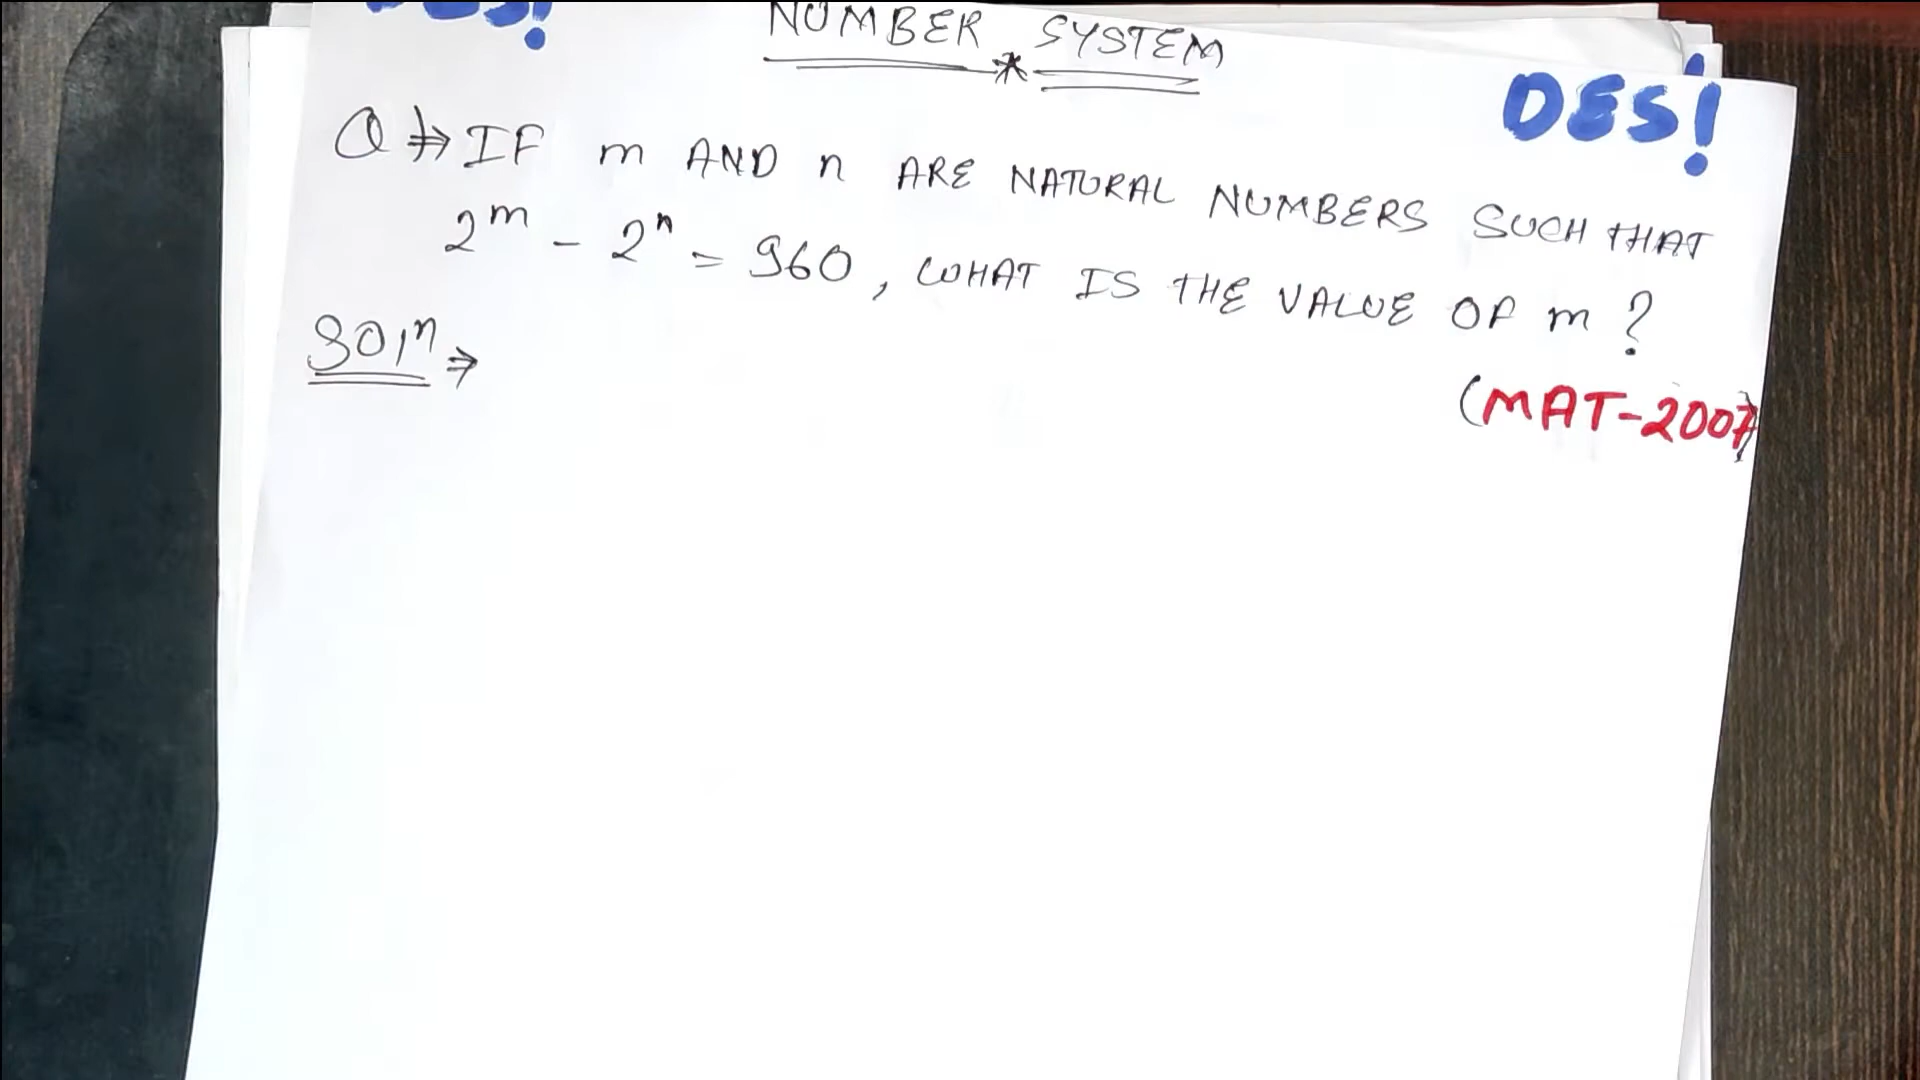 DES!
NUMBER * SYSTEM
DES!
Q ⇒ IF m AND n ARE NATURAL NUMBERS SUCH THAT
2^m - 2^n = 960, WHAT IS THE VALUE OF m ?
Sol^n ⇒
(MAT-2007)